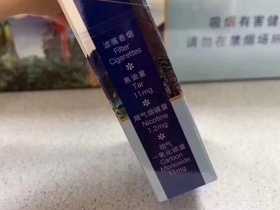 滤嘴香烟
Filter
Cigarettes
焦油量
Tar
11mg
烟气烟碱量
Nicotine
1.2mg
烟气
一氧化碳量
Carbon
Monoxide
11mg
吸烟有害健
请勿在禁烟场所